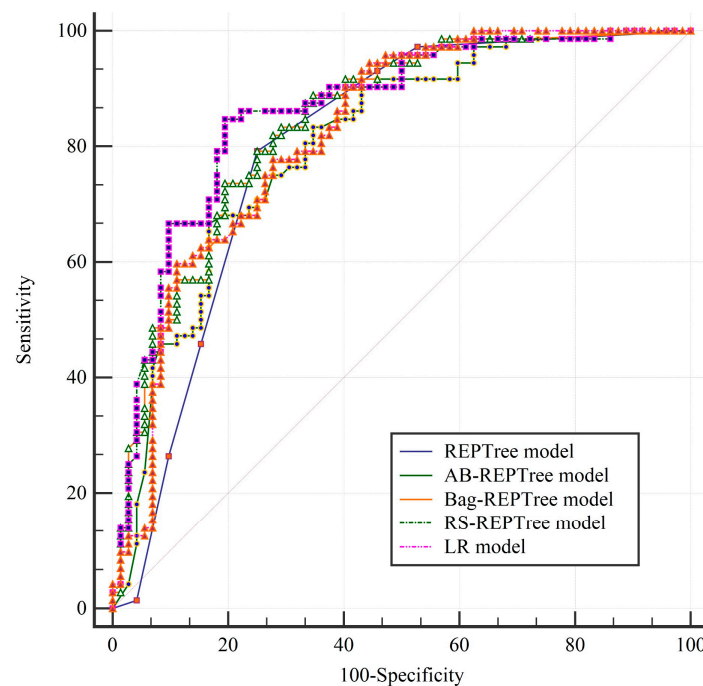 100
80
60
40
20
0
Sensitivity
REPTree model
AB-REPTree model
Bag-REPTree model
RS-REPTree model
LR model
0 20 40 60 80 100
100-Specificity